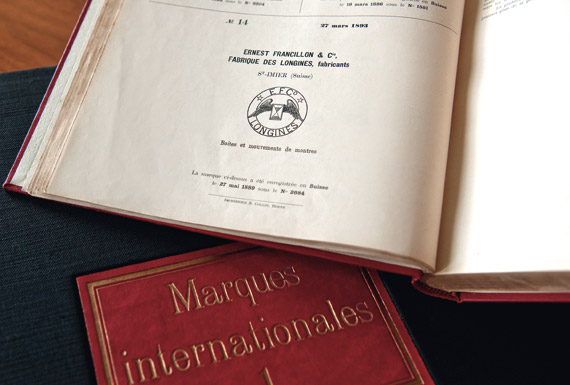 Nº 14
27 mars 1893
ERNEST FRANCILLON & Cie,
FABRIQUE DES LONGINES, fabricants
St-IMIER (Suisse)
E.F.Co
LONGINES
Boîtes et mouvements de montres
La marque ci-dessus a été enregistrée en Suisse
le 27 mai 1889 sous le Nº 2684
Marques
internationales
1